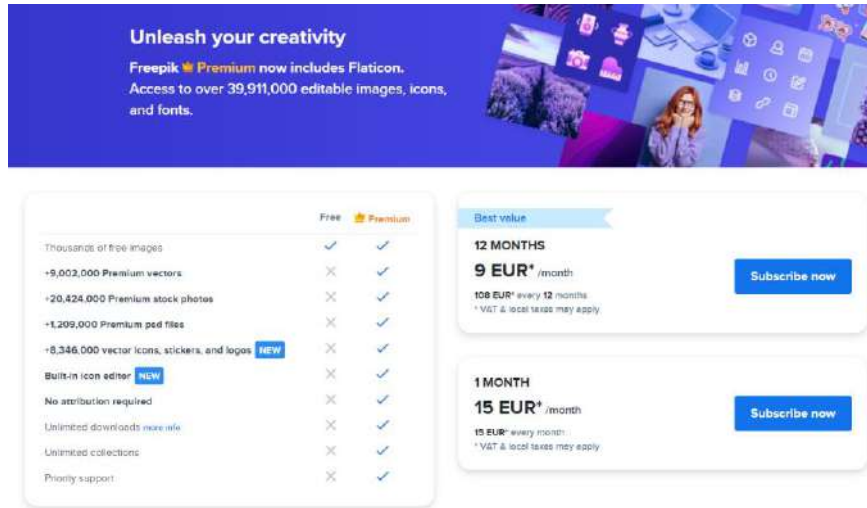 Unleash your creativity
Freepik Premium now includes Flaticon.
Access to over 39,911,000 editable images, icons,
and fonts.
Free Premium
Thousands of free images
+9,002,000 Premium vectors
+20,424,000 Premium stock photos
+1,209,000 Premium psd files
+8,346,000 vector icons, stickers, and logos NEW
Built-in icon editor NEW
No attribution required
Unlimited downloads more info
Unlimited collections
Priority support
Best value
12 MONTHS
9 EUR* /month
108 EUR* every 12 months
* VAT & local taxes may apply
Subscribe now
1 MONTH
15 EUR* /month
15 EUR* every month
* VAT & local taxes may apply
Subscribe now